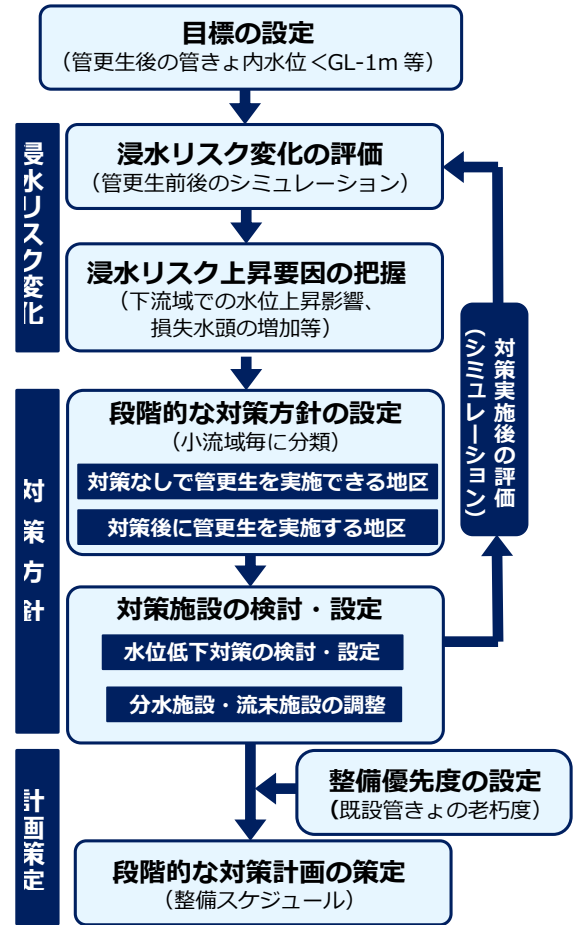 目標の設定
（管更生後の管きょ内水位＜GL-1m 等）
浸水リスク変化
浸水リスク変化の評価
（管更生前後のシミュレーション）
浸水リスク上昇要因の把握
（下流域での水位上昇影響、
損失水頭の増加等）
対策実施後の評価
（シミュレーション）
対策方針
段階的な対策方針の設定
（小流域毎に分類）
対策なしで管更生を実施できる地区
対策後に管更生を実施する地区
対策施設の検討・設定
水位低下対策の検討・設定
分水施設・流末施設の調整
計画策定
整備優先度の設定
（既設管きょの老朽度）
段階的な対策計画の策定
（整備スケジュール）